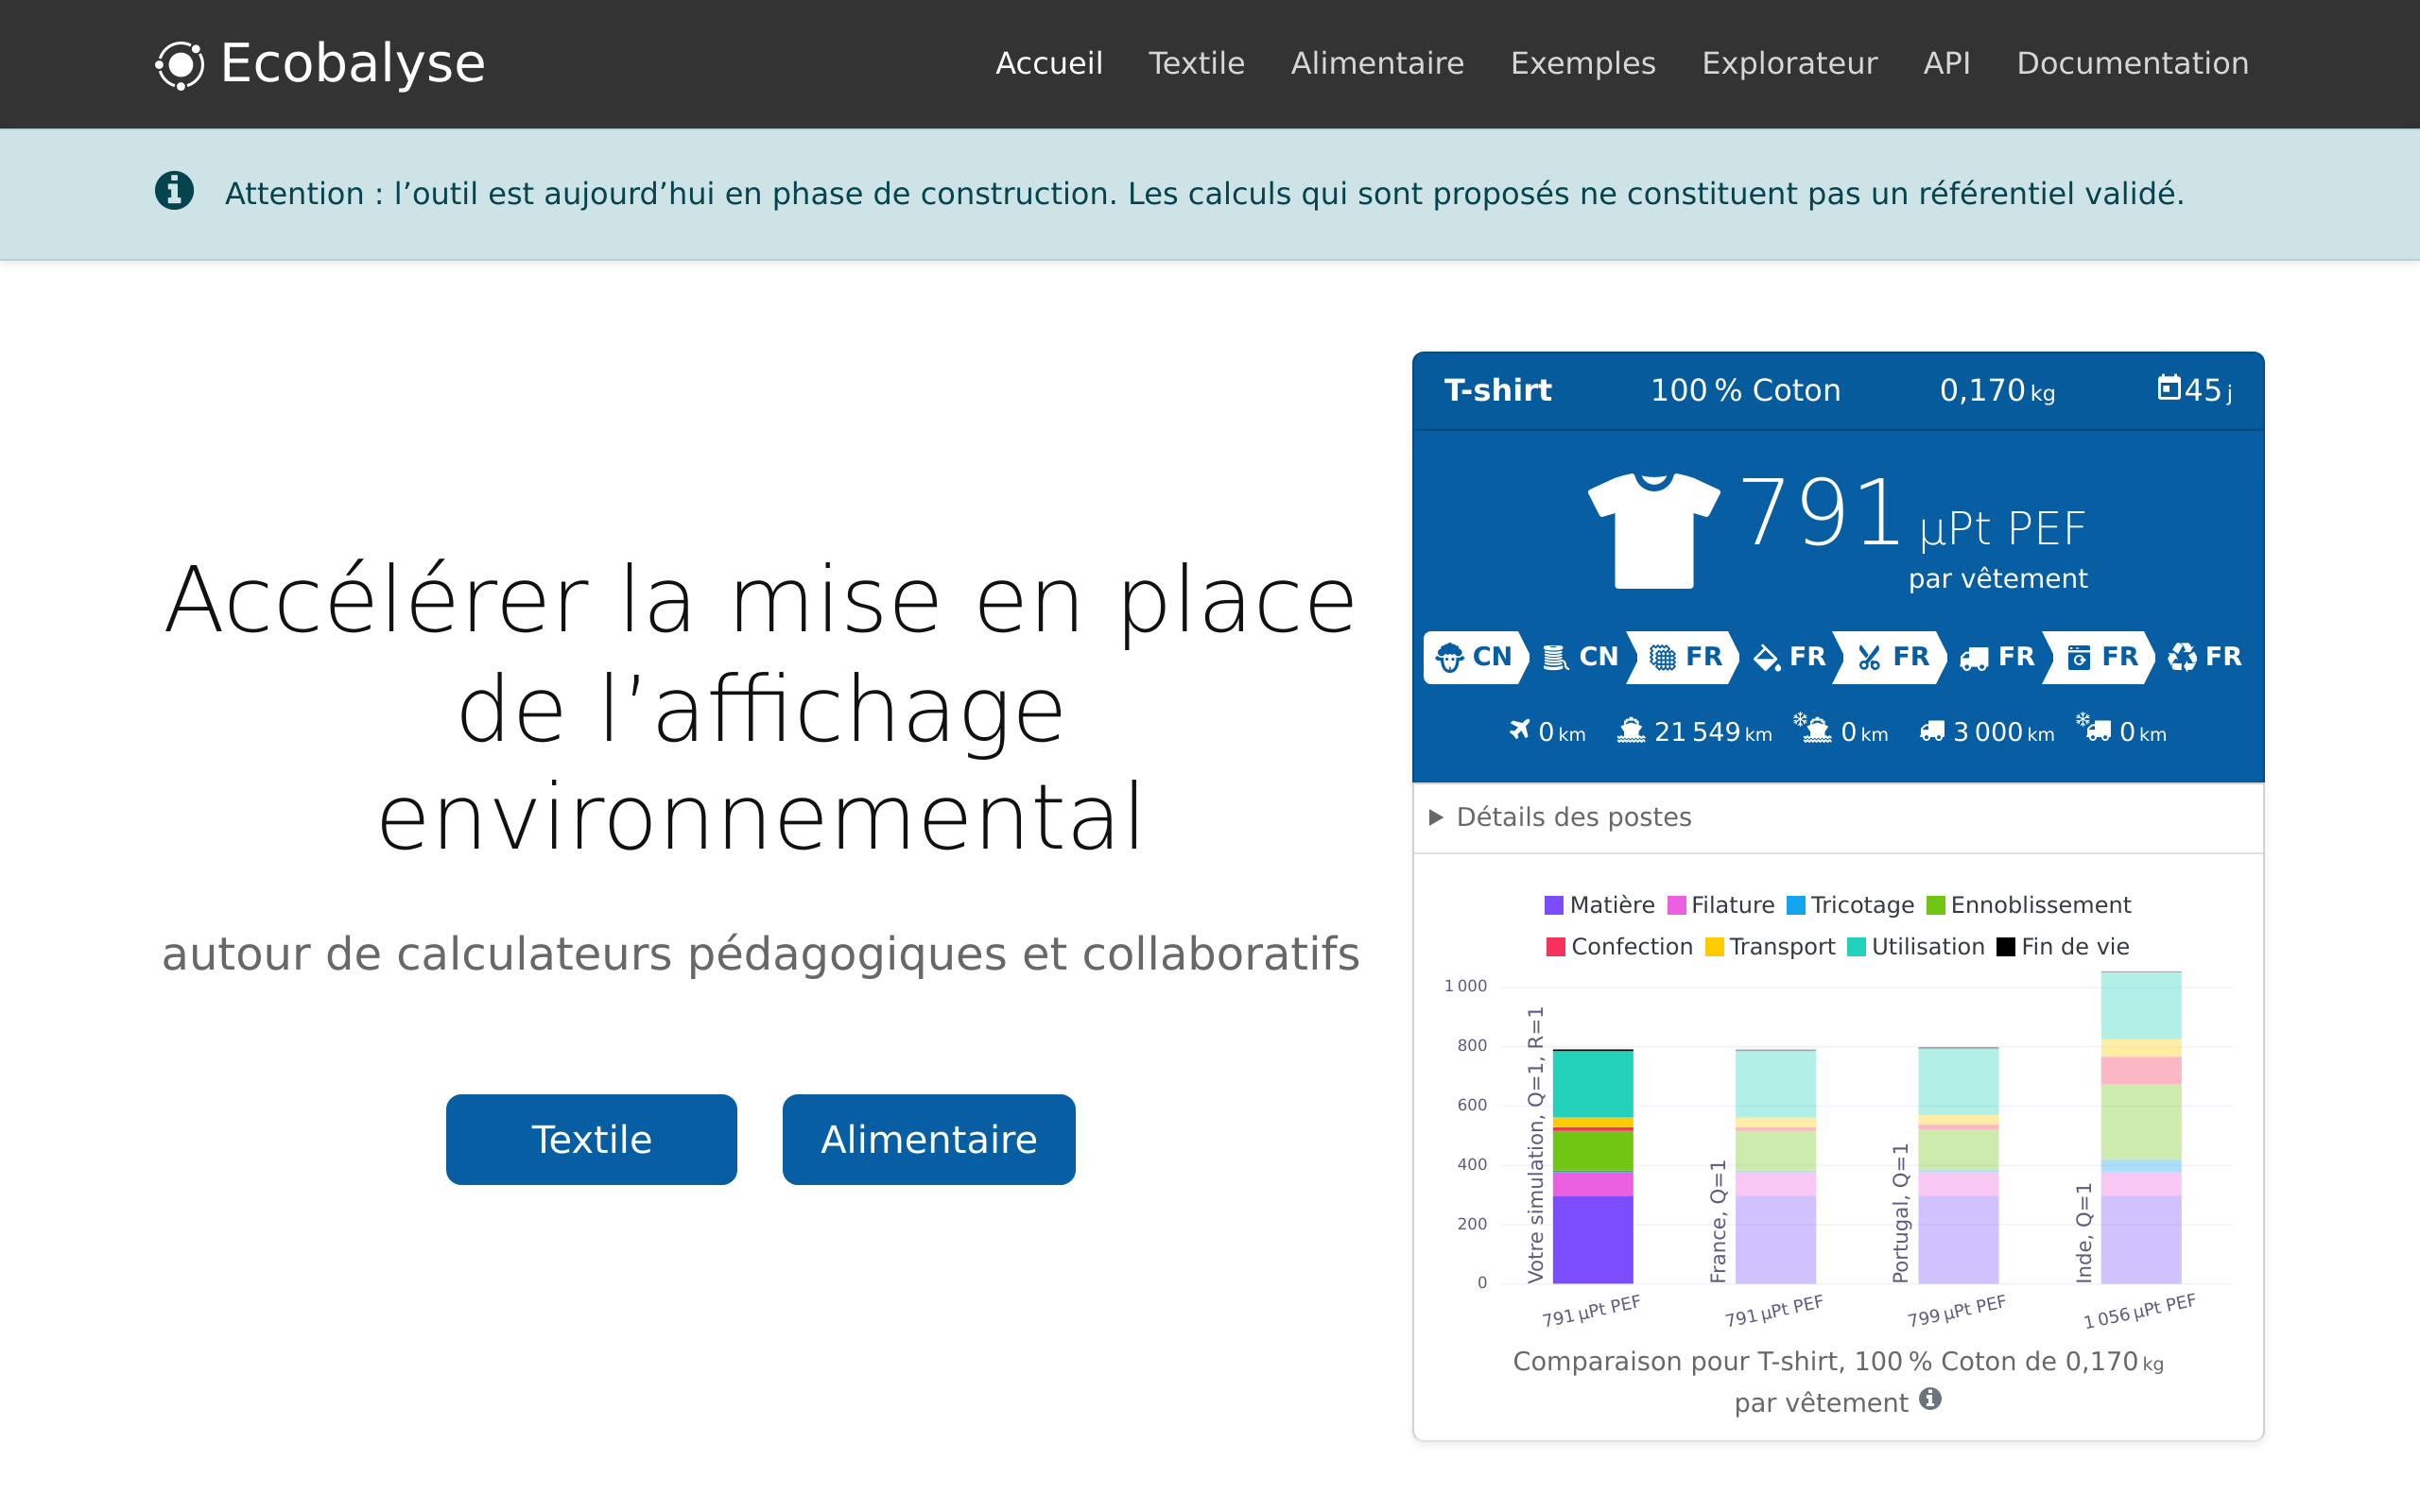 Ecobalyse
Accueil Textile Alimentaire Exemples Explorateur API Documentation
Attention : l’outil est aujourd’hui en phase de construction. Les calculs qui sont proposés ne constituent pas un référentiel validé.
Accélérer la mise en place
de l’affichage
environnemental
autour de calculateurs pédagogiques et collaboratifs
Textile Alimentaire
T-shirt 100 % Coton 0,170 kg 45 j
791 µPt PEF
par vêtement
CN CN FR FR FR FR FR FR
0 km 21 549 km 0 km 3 000 km 0 km
Détails des postes
Matière Filature Tricotage Ennoblissement
Confection Transport Utilisation Fin de vie
1 000
800
600
400
200
0
Votre simulation, Q=1, R=1
France, Q=1
Portugal, Q=1
Inde, Q=1
791 µPt PEF 791 µPt PEF 799 µPt PEF 1 056 µPt PEF
Comparaison pour T-shirt, 100 % Coton de 0,170 kg
par vêtement